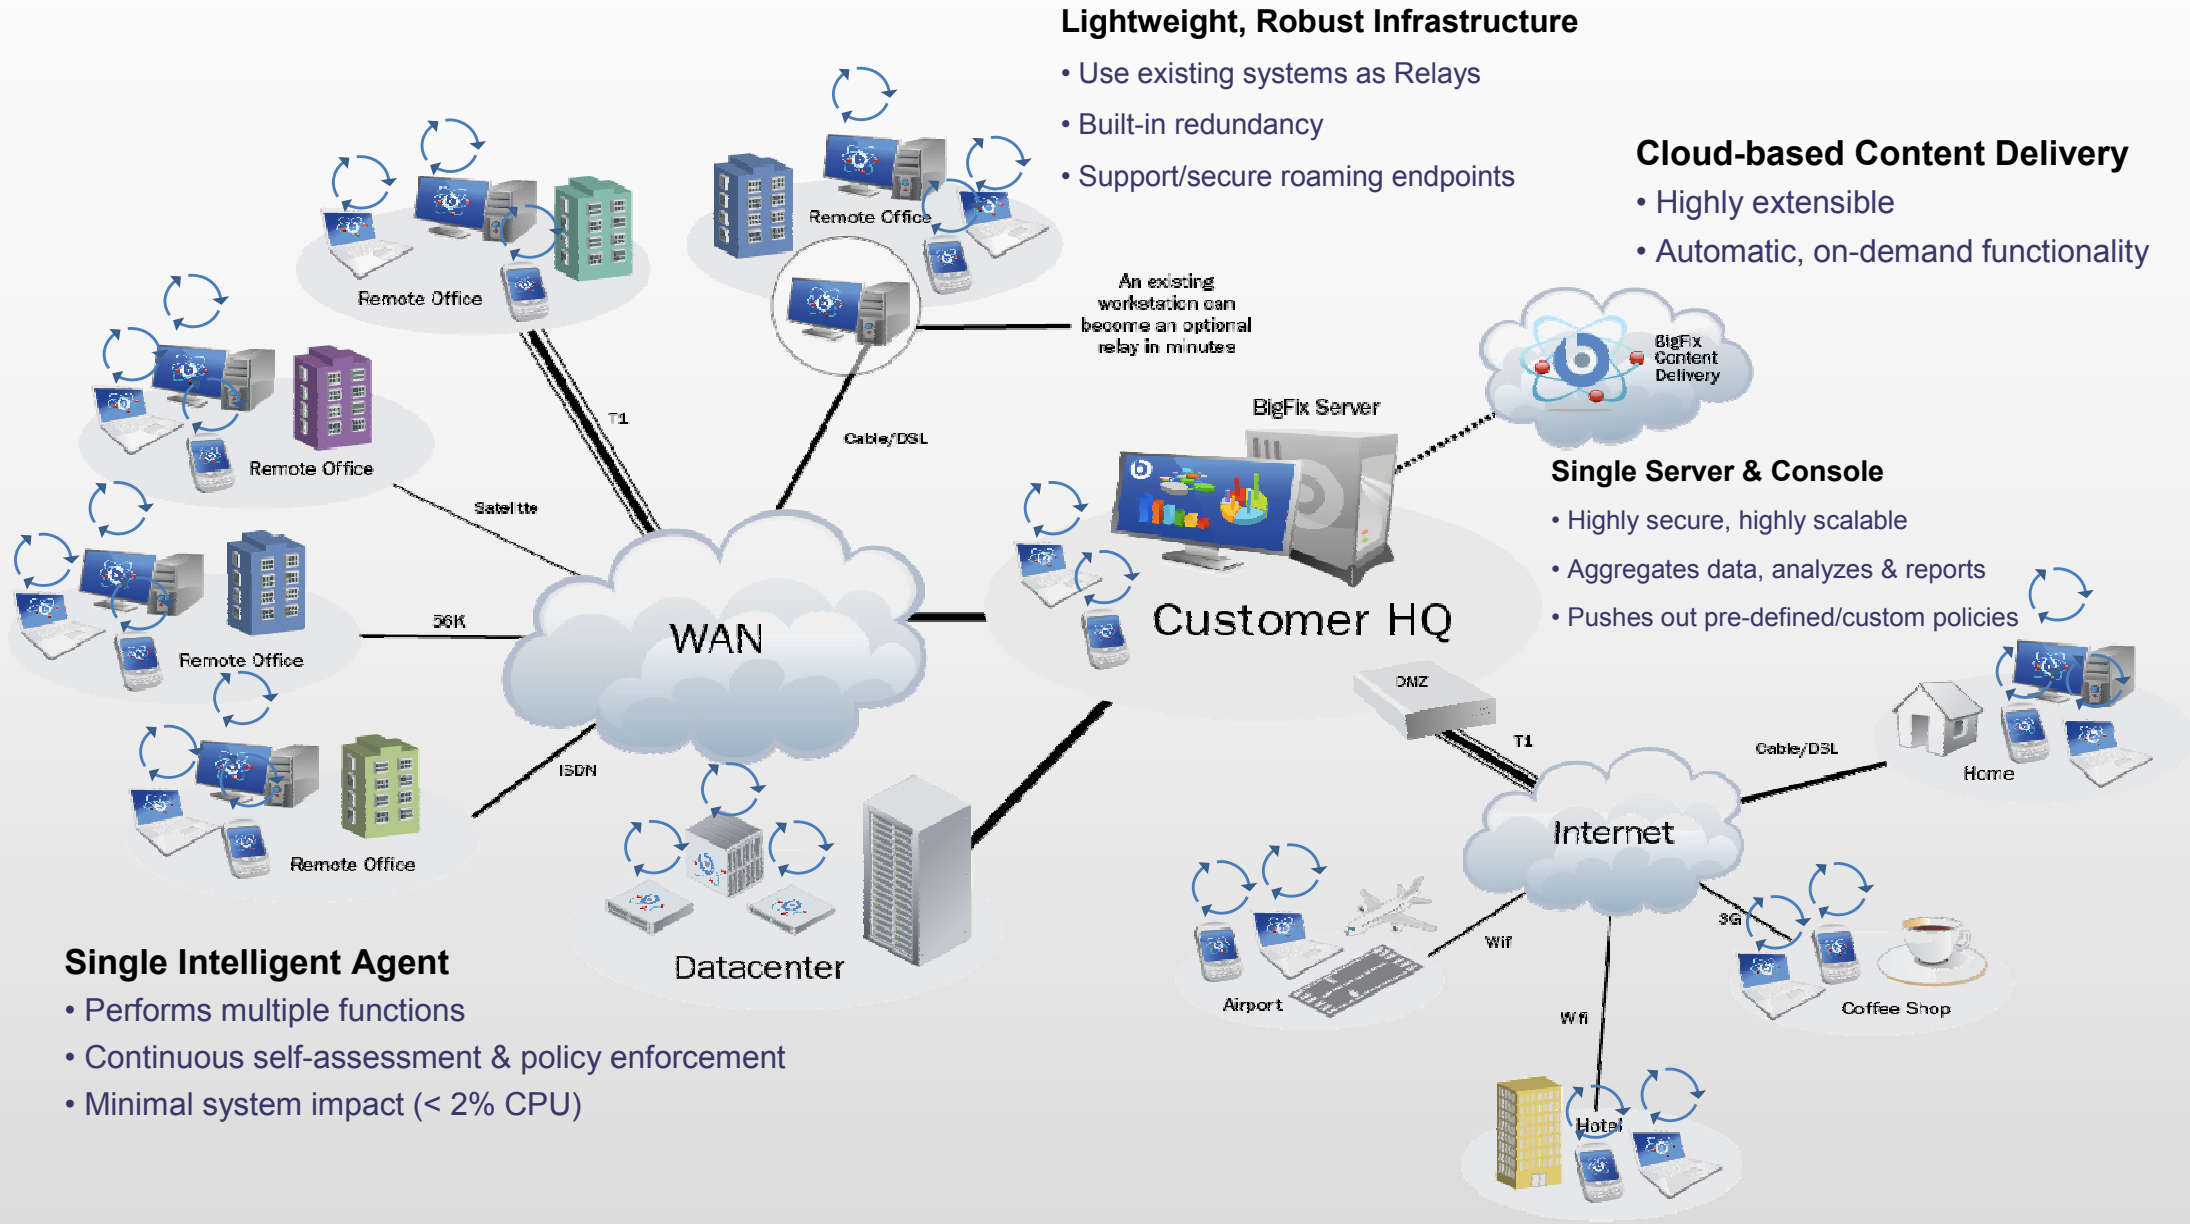 Lightweight, Robust Infrastructure
• Use existing systems as Relays
• Built-in redundancy
• Support/secure roaming endpoints
Cloud-based Content Delivery
• Highly extensible
• Automatic, on-demand functionality
Remote Office
Remote Office
An existing
workstation can
become an optional
relay in minutes
BigFix
Content
Delivery
BigFix Server
T1
Cable/DSL
Remote Office
Satelitte
Single Server & Console
• Highly secure, highly scalable
• Aggregates data, analyzes & reports
• Pushes out pre-defined/custom policies
56K
WAN
Customer HQ
Remote Office
DMZ
T1
Cable/DSL
Home
ISDN
Internet
Remote Office
3G
Wifi
Datacenter
Airport
Coffee Shop
Wifi
Hotel
Single Intelligent Agent
• Performs multiple functions
• Continuous self-assessment & policy enforcement
• Minimal system impact (< 2% CPU)